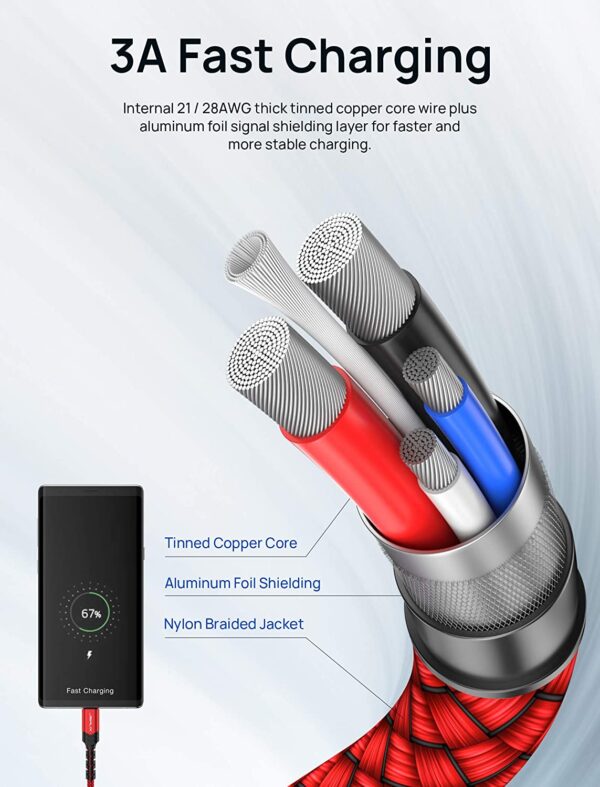 3A Fast Charging
Internal 21 / 28AWG thick tinned copper core wire plus
aluminum foil signal shielding layer for faster and
more stable charging.
Tinned Copper Core
Aluminum Foil Shielding
Nylon Braided Jacket
67%
Fast Charging